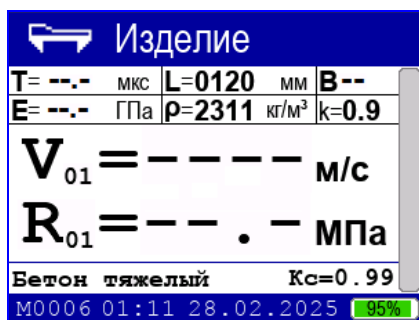 Изделие
T= --.- мкс L=0120 мм B--
E= --.- ГПа ρ=2311 кг/м³ k=0.9
V01=---- м/с
R01=--.- МПа
Бетон тяжелый Kc=0.99
M0006 01:11 28.02.2025 95%